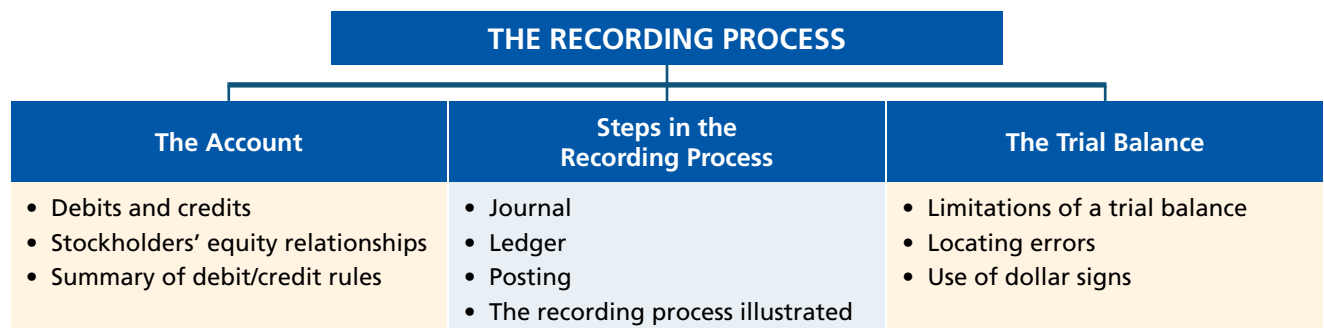 THE RECORDING PROCESS
The Account
• Debits and credits
• Stockholders’ equity relationships
• Summary of debit/credit rules
Steps in the
Recording Process
• Journal
• Ledger
• Posting
• The recording process illustrated
The Trial Balance
• Limitations of a trial balance
• Locating errors
• Use of dollar signs